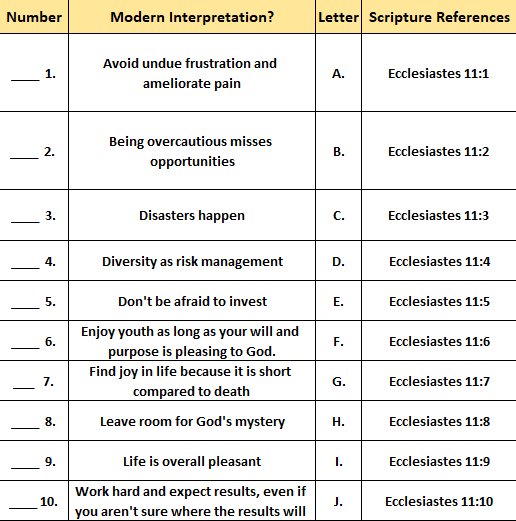 Number Modern Interpretation? Letter Scripture References
____ 1. Avoid undue frustration and
ameliorate pain A. Ecclesiastes 11:1
____ 2. Being overcautious misses
opportunities B. Ecclesiastes 11:2
____ 3. Disasters happen C. Ecclesiastes 11:3
____ 4. Diversity as risk management D. Ecclesiastes 11:4
____ 5. Don't be afraid to invest E. Ecclesiastes 11:5
____ 6. Enjoy youth as long as your will and
purpose is pleasing to God. F. Ecclesiastes 11:6
___ 7. Find joy in life because it is short
compared to death G. Ecclesiastes 11:7
____ 8. Leave room for God's mystery H. Ecclesiastes 11:8
____ 9. Life is overall pleasant I. Ecclesiastes 11:9
____ 10. Work hard and expect results, even if
you aren't sure where the results will J. Ecclesiastes 11:10